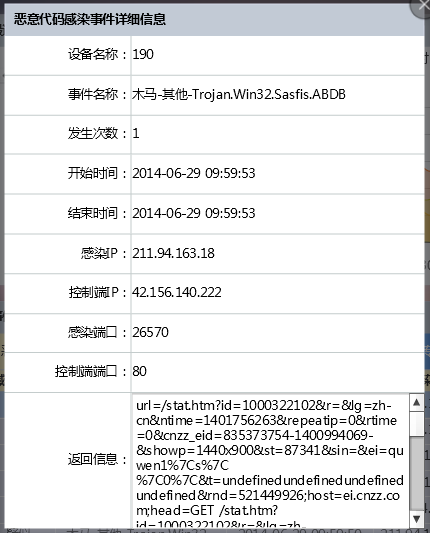 恶意代码感染事件详细信息
设备名称： 190
事件名称： 木马-其他-Trojan.Win32.Sasfis.ABDB
发生次数： 1
开始时间： 2014-06-29 09:59:53
结束时间： 2014-06-29 09:59:53
感染IP： 211.94.163.18
控制端IP： 42.156.140.222
感染端口： 26570
控制端端口： 80
返回信息：
url=/stat.htm?id=1000322102&r=&lg=zh-
cn&ntime=1401756263&repeatip=0&rtime
=0&cnzz_eid=835373754-1400994069-
&showp=1440x900&st=87341&sin=&ei=qu
wen1%7Cs%7C
%7C0%7C&t=undefinedundefinedundefined
undefined&rnd=521449926;host=ei.cnzz.co
m;head=GET /stat.htm?
id=1000322102&r=&lg=zh-